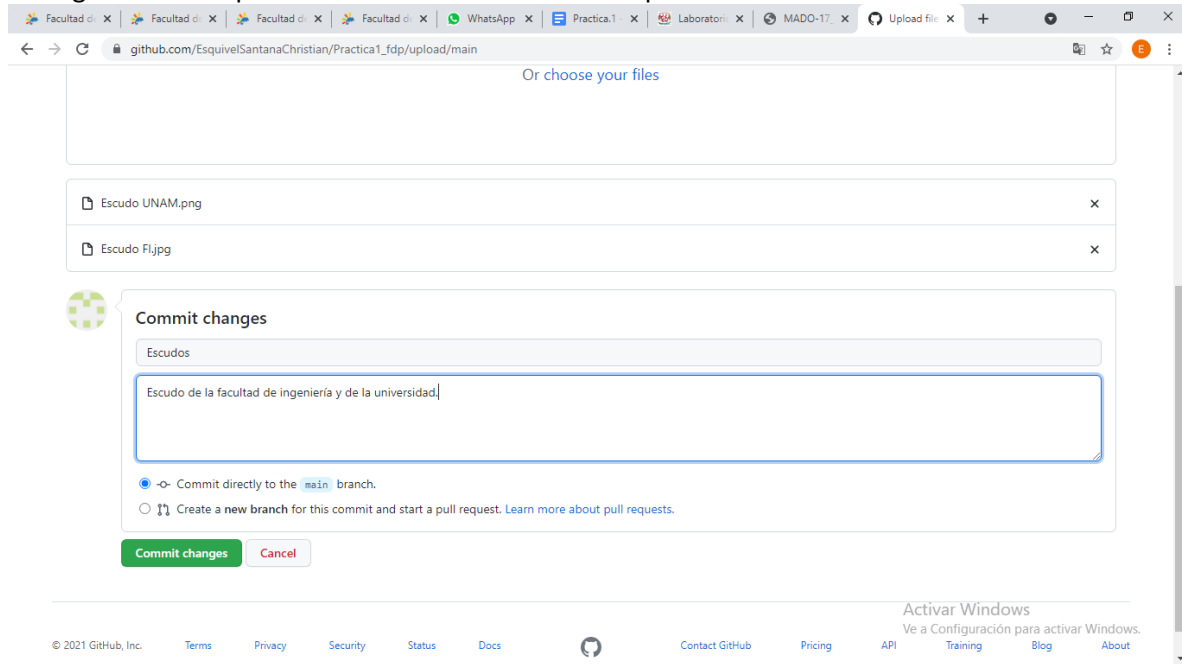 Facultad de Facultad de Facultad de Facultad de WhatsApp Practica.1 - Laboratorio MADO-17_ Upload file
github.com/EsquivelSantanaChristian/Practica1_fdp/upload/main E
Or choose your files
Escudo UNAM.png
Escudo FI.jpg
Commit changes
Escudos
Escudo de la facultad de ingeniería y de la universidad.
Commit directly to the main branch.
Create a new branch for this commit and start a pull request. Learn more about pull requests.
Commit changes Cancel
Activar Windows
Ve a Configuración para activar Windows.
© 2021 GitHub, Inc. Terms Privacy Security Status Docs Contact GitHub Pricing API Training Blog About